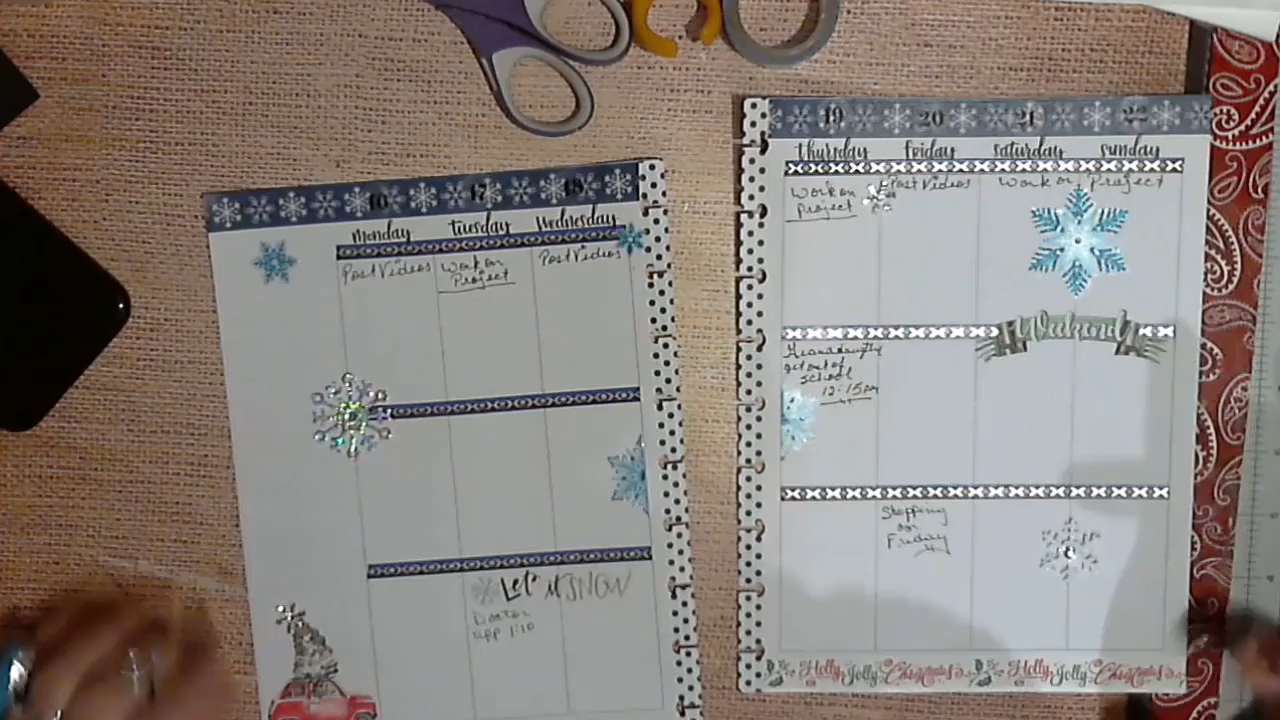 16 17 18
Monday Tuesday Wednesday
Post Videos
Work on
Project
Post Videos
Let it SNOW
Doctor
app 1:10
19 20 21 22
Thursday Friday Saturday Sunday
Work on
Project
Post Videos
Work on Project
Weekend
Grandaughty
get out of
school
12:15pm
Shopping
on
Friday
Holly Jolly Christmas Holly Jolly Christmas